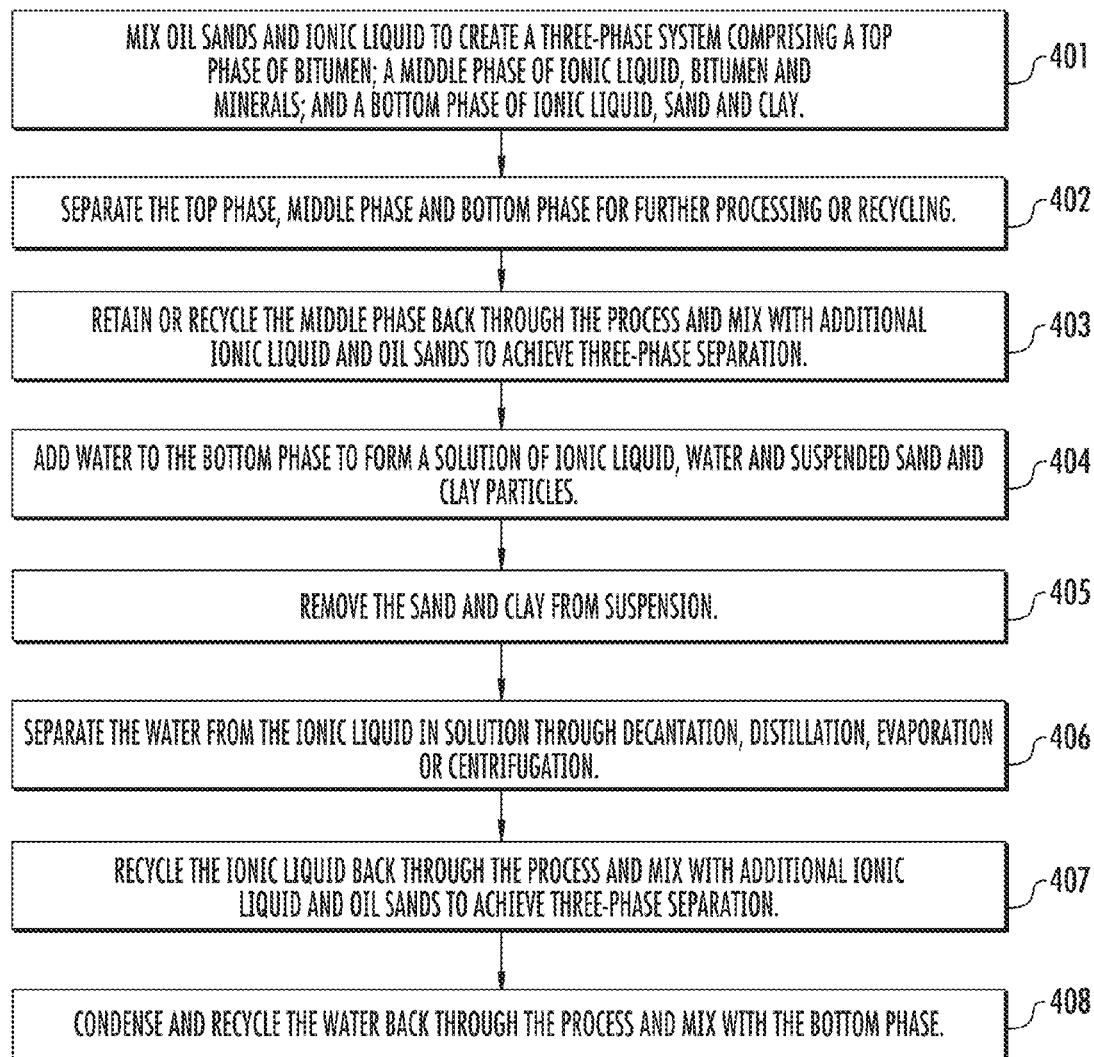 MIX OIL SANDS AND IONIC LIQUID TO CREATE A THREE-PHASE SYSTEM COMPRISING A TOP
PHASE OF BITUMEN; A MIDDLE PHASE OF IONIC LIQUID, BITUMEN AND
MINERALS; AND A BOTTOM PHASE OF IONIC LIQUID, SAND AND CLAY.
401
SEPARATE THE TOP PHASE, MIDDLE PHASE AND BOTTOM PHASE FOR FURTHER PROCESSING OR RECYCLING.
402
RETAIN OR RECYCLE THE MIDDLE PHASE BACK THROUGH THE PROCESS AND MIX WITH ADDITIONAL
IONIC LIQUID AND OIL SANDS TO ACHIEVE THREE-PHASE SEPARATION.
403
ADD WATER TO THE BOTTOM PHASE TO FORM A SOLUTION OF IONIC LIQUID, WATER AND SUSPENDED SAND AND
CLAY PARTICLES.
404
REMOVE THE SAND AND CLAY FROM SUSPENSION.
405
SEPARATE THE WATER FROM THE IONIC LIQUID IN SOLUTION THROUGH DECANTATION, DISTILLATION, EVAPORATION
OR CENTRIFUGATION.
406
RECYCLE THE IONIC LIQUID BACK THROUGH THE PROCESS AND MIX WITH ADDITIONAL IONIC
LIQUID AND OIL SANDS TO ACHIEVE THREE-PHASE SEPARATION.
407
CONDENSE AND RECYCLE THE WATER BACK THROUGH THE PROCESS AND MIX WITH THE BOTTOM PHASE.
408